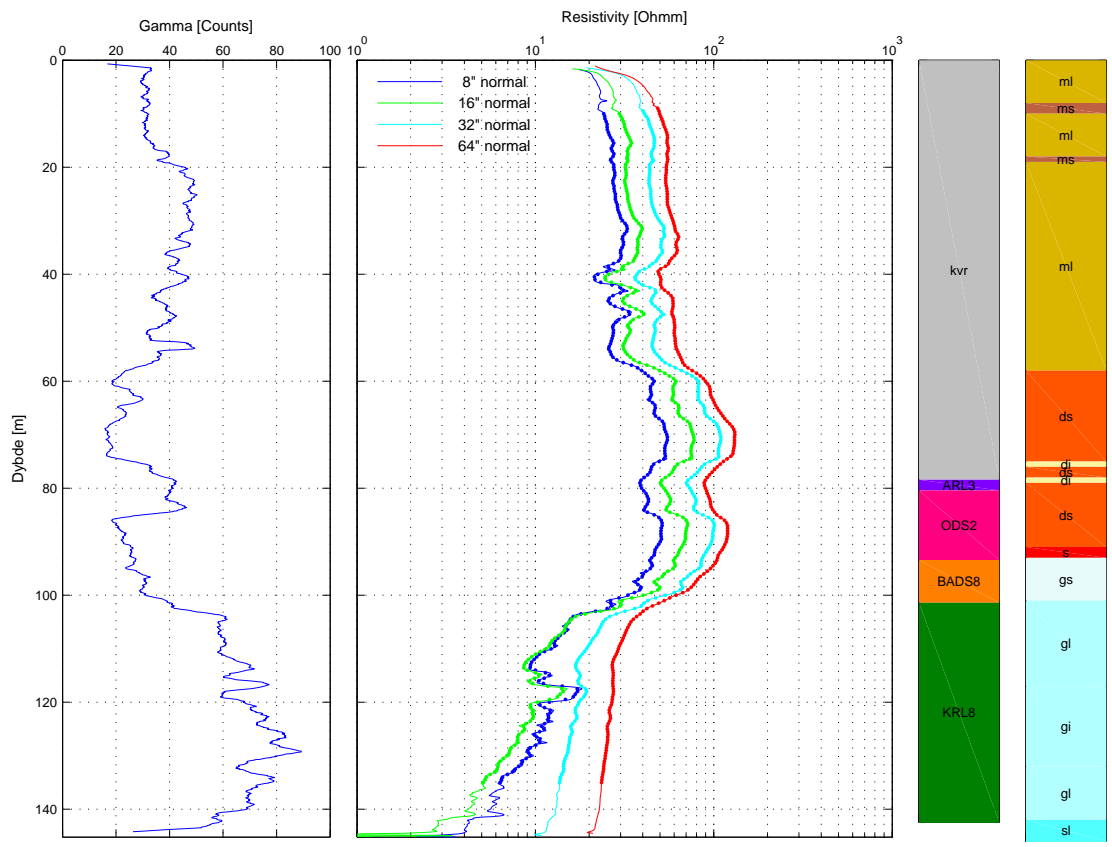 Gamma [Counts]
0 20 40 60 80 100
Resistivity [Ohmm]
10^0 10^1 10^2 10^3
Dybde [m]
0
20
40
60
80
100
120
140
8" normal
16" normal
32" normal
64" normal
kvr
ARL3
ODS2
BADS8
KRL8
ml
ms
ml
ms
ml
ds
di
ds
di
ds
s
gs
gl
gi
gl
sl